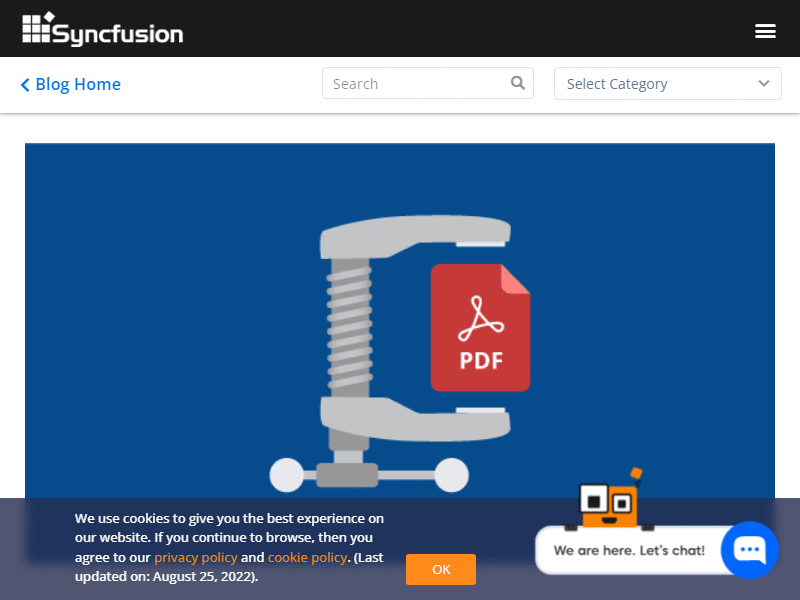 Syncfusion
Blog Home
Search
Select Category
PDF
We use cookies to give you the best experience on
our website. If you continue to browse, then you
agree to our privacy policy and cookie policy. (Last
updated on: August 25, 2022).
OK
We are here. Let's chat!